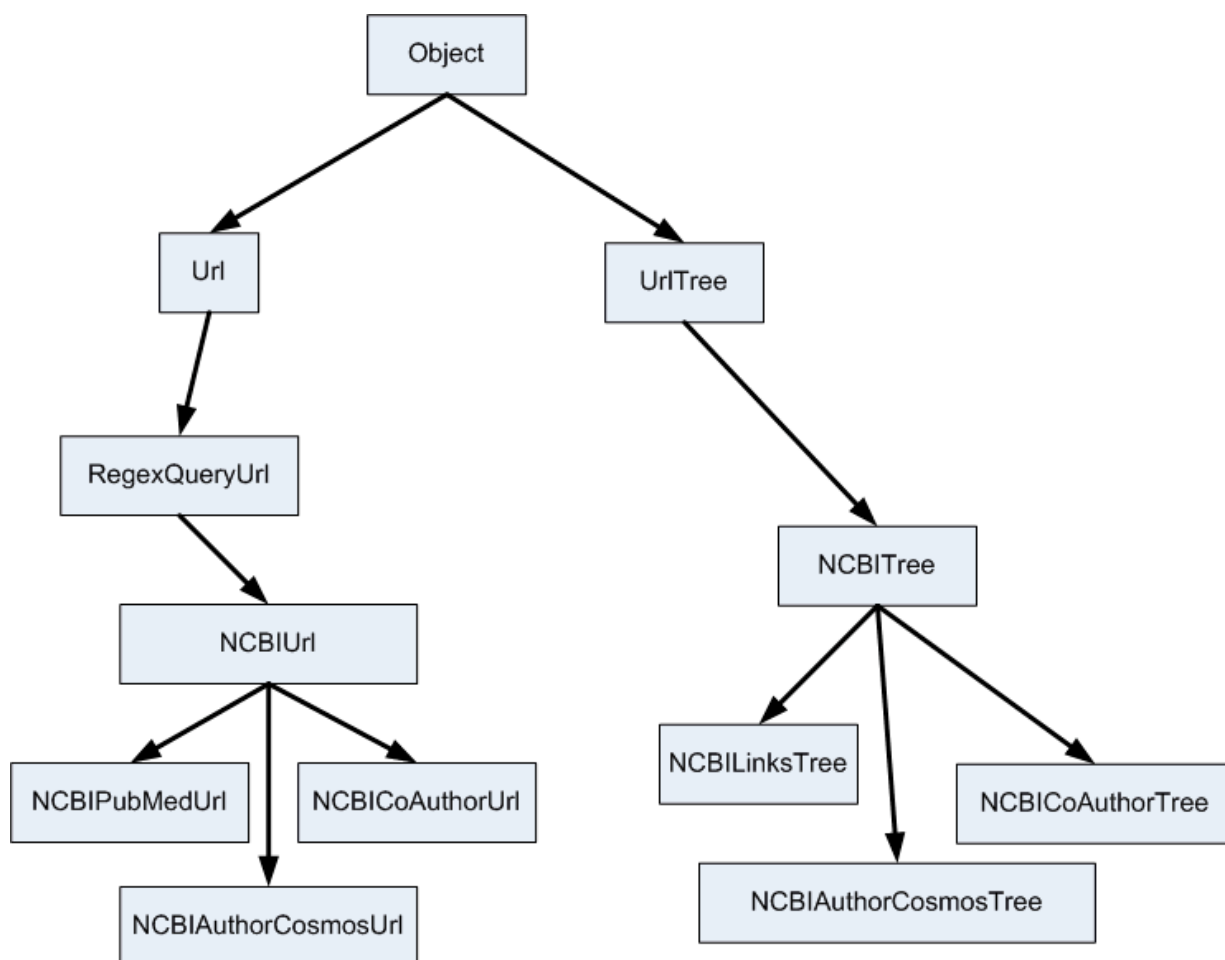 Object
Url
UrlTree
RegexQueryUrl
NCBITree
NCBIUrl
NCBILinksTree
NCBIPubMedUrl
NCBICoAuthorUrl
NCBICoAuthorTree
NCBIAuthorCosmosTree
NCBIAuthorCosmosUrl